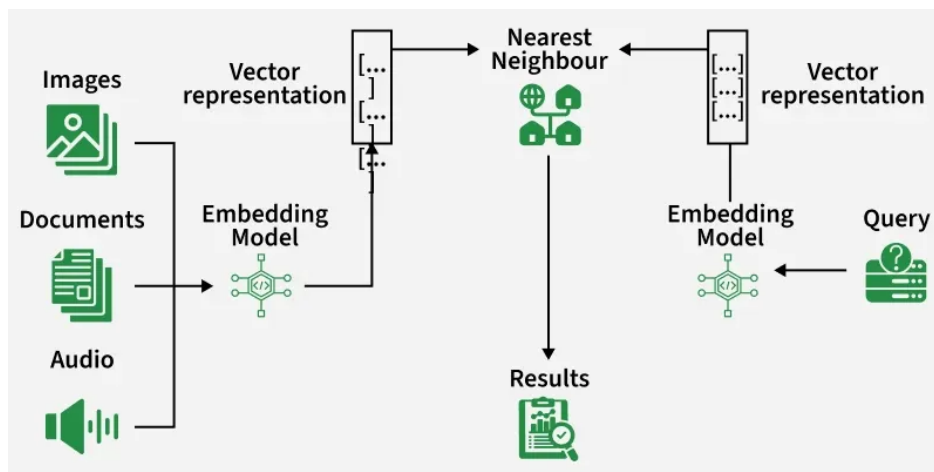 Images
Documents
Audio
Embedding
Model
</>
Vector
representation
[...
]
[...
]
[...
]
Nearest
Neighbour
Results
[...]
[...]
[...]
Vector
representation
Embedding
Model
</>
Query
?